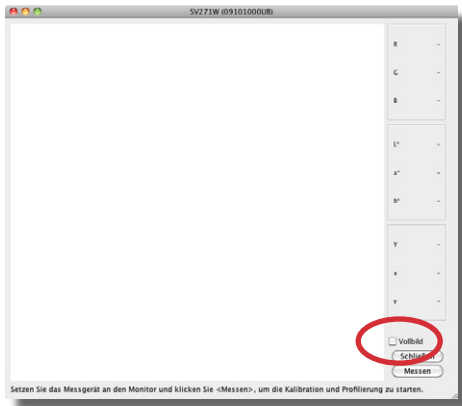 SV271W (09101000UB)
R -
G -
B -
L* -
a* -
b* -
Y -
x -
Y -
Vollbild
Schließen
Messen
Setzen Sie das Messgerät an den Monitor und klicken Sie <Messen>, um die Kalibration und Profilierung zu starten.